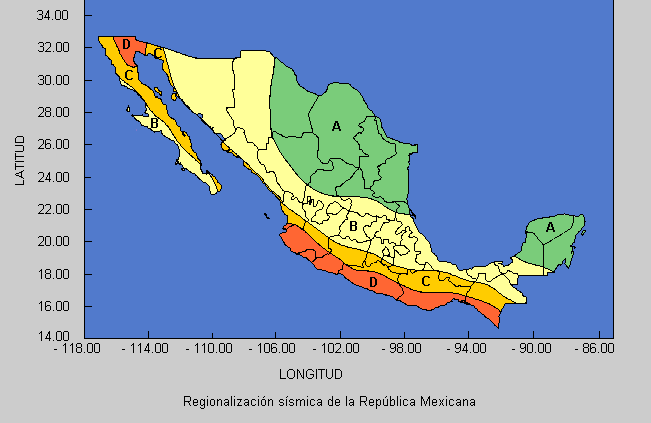 34.00
32.00
30.00
28.00
26.00
24.00
22.00
20.00
18.00
16.00
14.00
LATITUD
D
C
C
B
A
A
B
C
D
- 118.00 - 114.00 - 110.00 - 106.00 - 102.00 - 98.00 - 94.00 - 90.00 - 86.00
LONGITUD
Regionalización sísmica de la República Mexicana